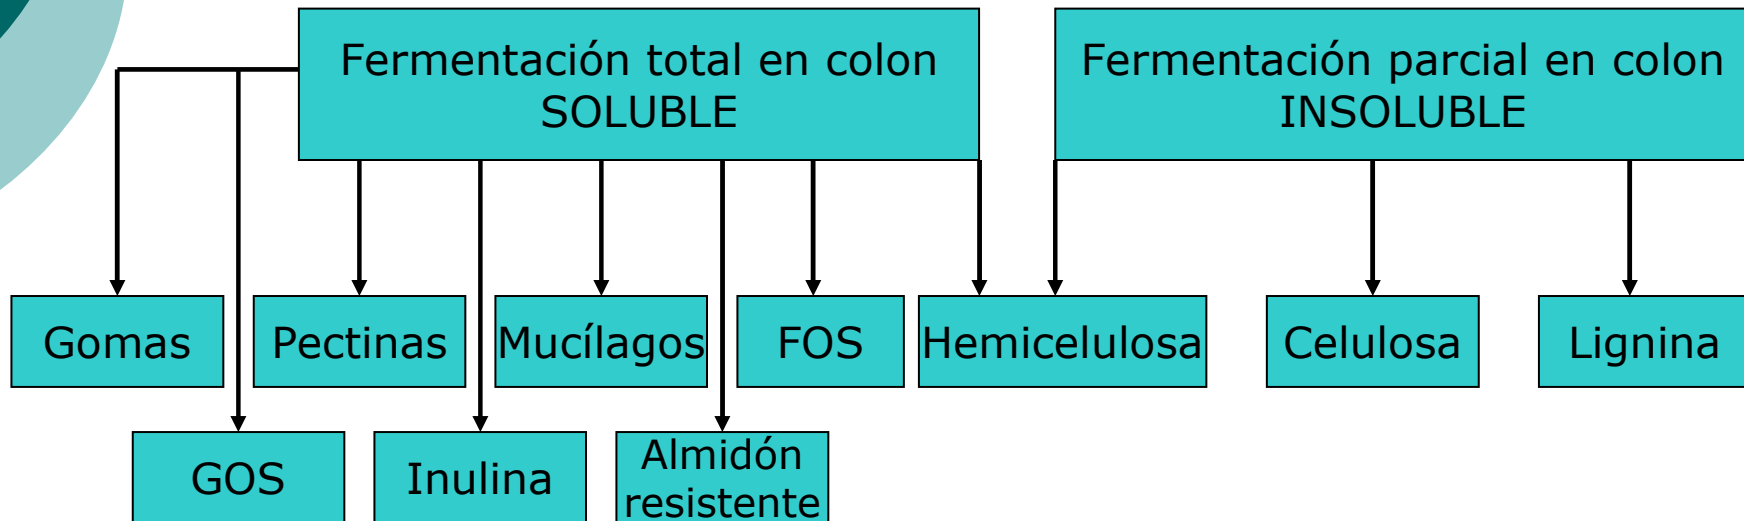 Fermentación total en colon
SOLUBLE
Fermentación parcial en colon
INSOLUBLE
Gomas
Pectinas
Mucílagos
FOS
Hemicelulosa
Celulosa
Lignina
GOS
Inulina
Almidón
resistente